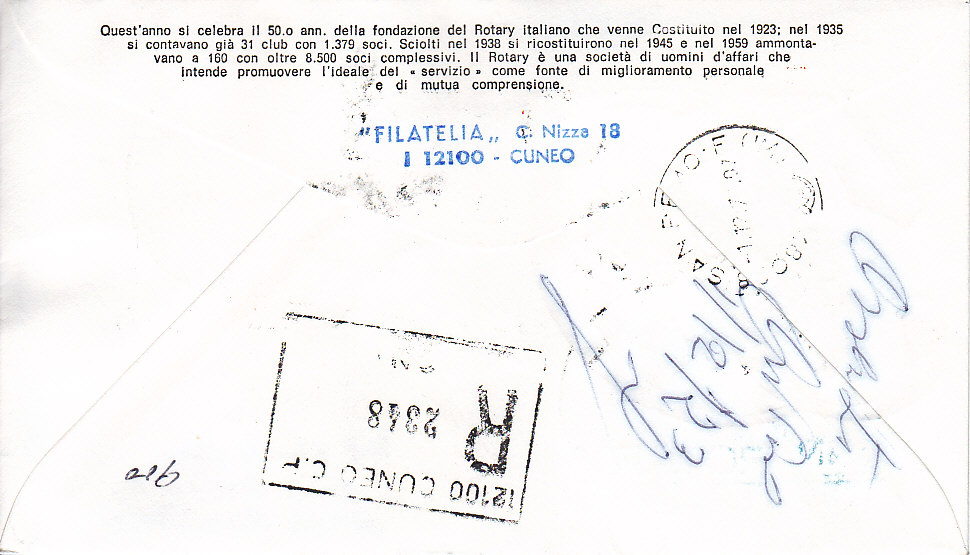 Quest'anno si celebra il 50.o ann. della fondazione del Rotary italiano che venne Costituito nel 1923; nel 1935
si contavano già 31 club con 1.379 soci. Sciolti nel 1938 si ricostituirono nel 1945 e nel 1959 ammonta-
vano a 160 con oltre 8.500 soci complessivi. Il Rotary è una società di uomini d'affari che
intende promuovere l'ideale del « servizio » come fonte di miglioramento personale
e di mutua comprensione.
"FILATELIA„ C. Nizza 18
I 12100 - CUNEO
SAN
R
2348
12100 CUNEO C.P
900